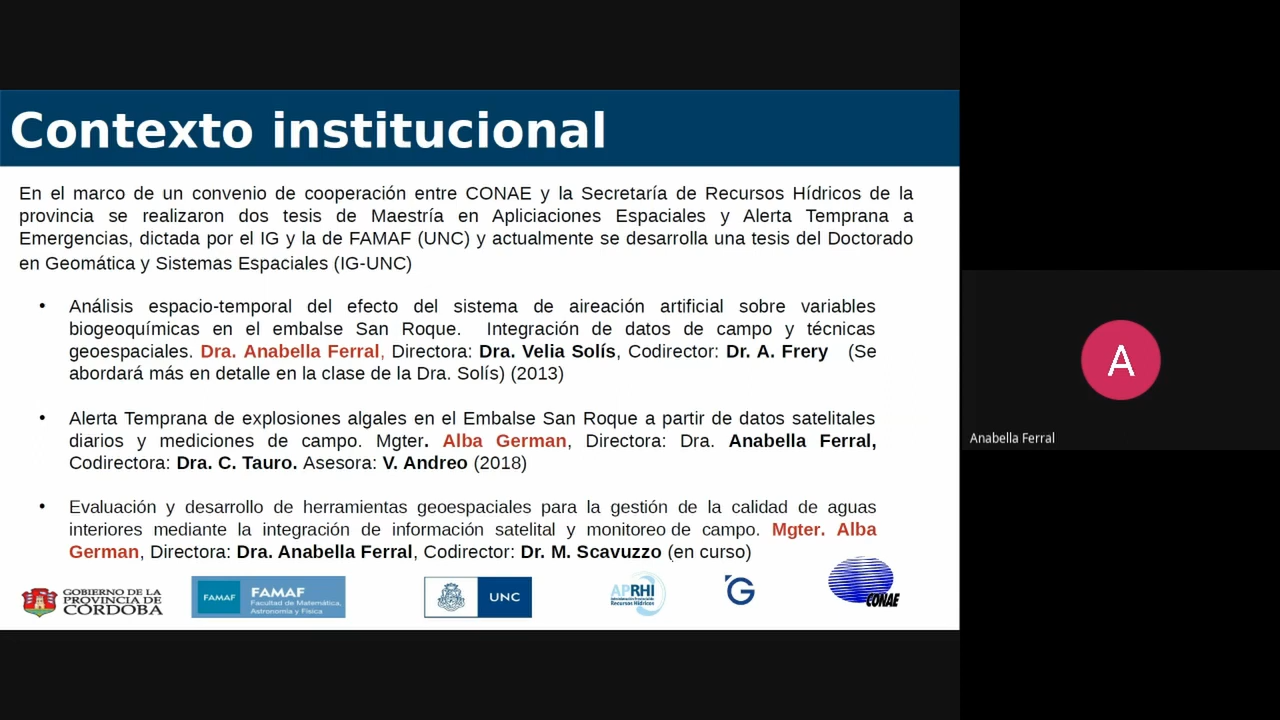 Contexto institucional
En el marco de un convenio de cooperación entre CONAE y la Secretaría de Recursos Hídricos de la
provincia se realizaron dos tesis de Maestría en Apliciaciones Espaciales y Alerta Temprana a
Emergencias, dictada por el IG y la de FAMAF (UNC) y actualmente se desarrolla una tesis del Doctorado
en Geomática y Sistemas Espaciales (IG-UNC)
• Análisis espacio-temporal del efecto del sistema de aireación artificial sobre variables
biogeoquímicas en el embalse San Roque. Integración de datos de campo y técnicas
geoespaciales. Dra. Anabella Ferral, Directora: Dra. Velia Solís, Codirector: Dr. A. Frery (Se
abordará más en detalle en la clase de la Dra. Solís) (2013)
• Alerta Temprana de explosiones algales en el Embalse San Roque a partir de datos satelitales
diarios y mediciones de campo. Mgter. Alba German, Directora: Dra. Anabella Ferral,
Codirectora: Dra. C. Tauro. Asesora: V. Andreo (2018)
• Evaluación y desarrollo de herramientas geoespaciales para la gestión de la calidad de aguas
interiores mediante la integración de información satelital y monitoreo de campo. Mgter. Alba
German, Directora: Dra. Anabella Ferral, Codirector: Dr. M. Scavuzzo (en curso)
GOBIERNO DE LA
PROVINCIA DE
CÓRDOBA
FAMAF
FAMAF
Facultad de Matemática,
Astronomía y Física
UNC
APRHI
Administración Provincial
Recursos Hídricos
G
CONAE
A
Anabella Ferral